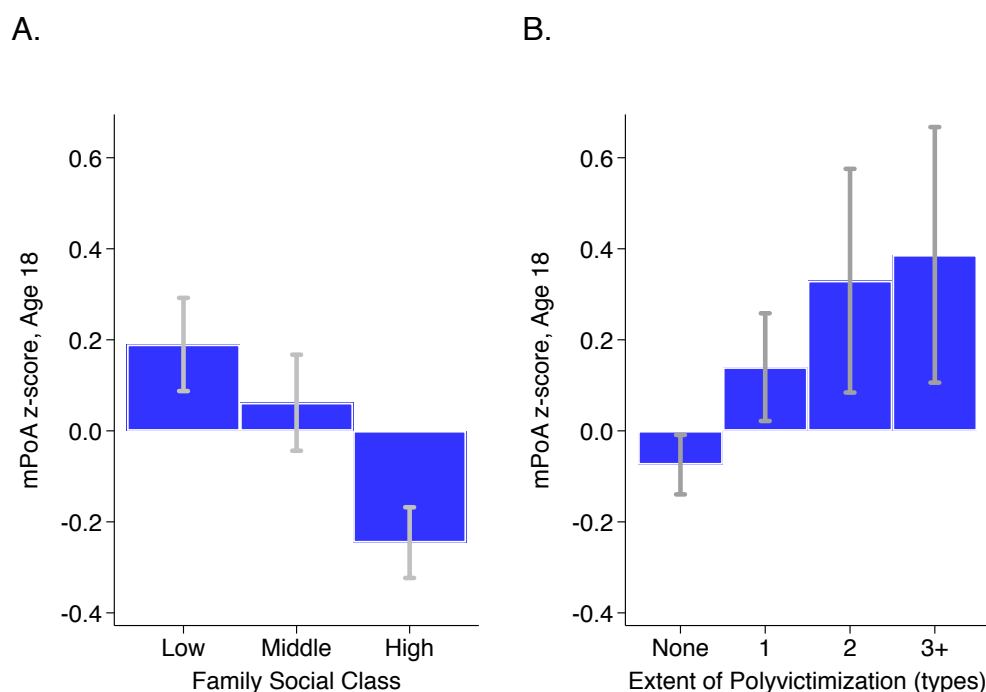 A.
mPoA z-score, Age 18
0.6
0.4
0.2
0.0
-0.2
-0.4
Low Middle High
Family Social Class
B.
mPoA z-score, Age 18
0.6
0.4
0.2
0.0
-0.2
-0.4
None 1 2 3+
Extent of Polyvictimization (types)